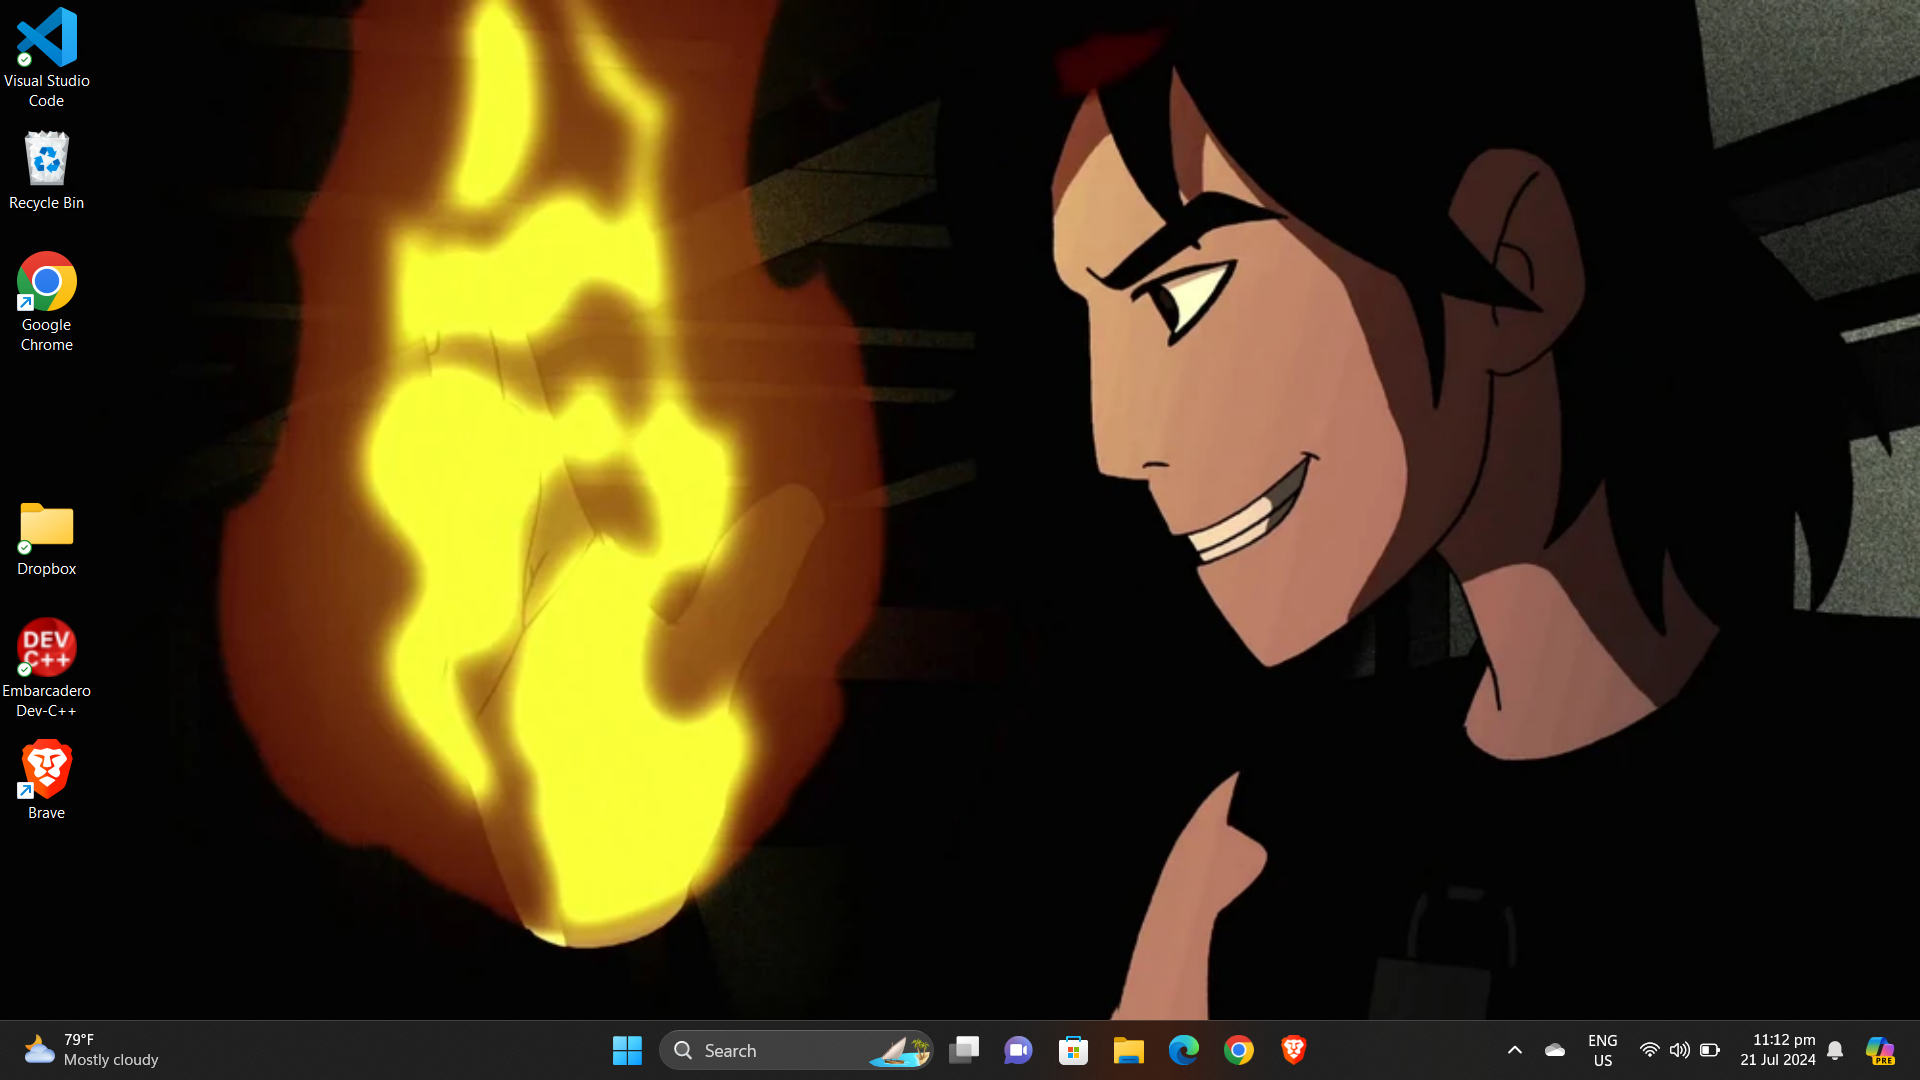 Visual Studio
Code
Recycle Bin
Google
Chrome
Dropbox
DEV
C++
Embarcadero
Dev-C++
Brave
79°F
Mostly cloudy
Search
ENG
US
11:12 pm
21 Jul 2024
PRE